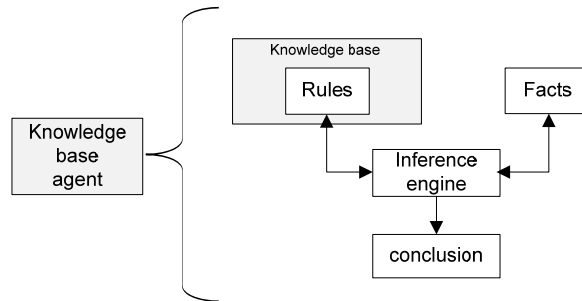 Knowledge base
Rules
Facts
Knowledge
base
agent
Inference
engine
conclusion